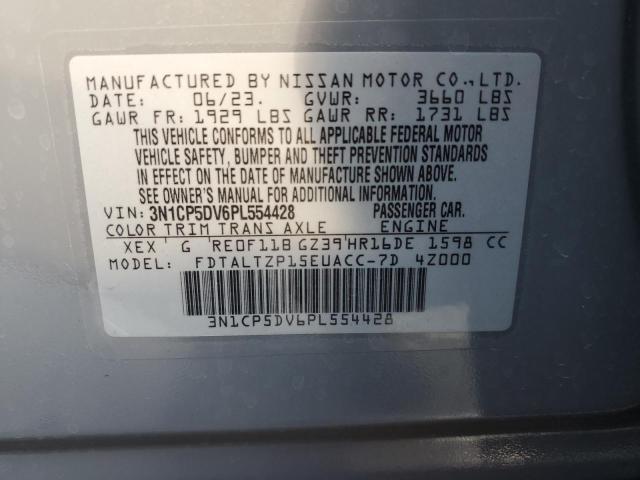 MANUFACTURED BY NISSAN MOTOR CO.,LTD.
DATE: 06/23. GVWR: 3660 LBS
GAWR FR: 1929 LBS GAWR RR: 1731 LBS
THIS VEHICLE CONFORMS TO ALL APPLICABLE FEDERAL MOTOR
VEHICLE SAFETY, BUMPER AND THEFT PREVENTION STANDARDS
IN EFFECT ON THE DATE OF MANUFACTURE SHOWN ABOVE.
SEE OWNER'S MANUAL FOR ADDITIONAL INFORMATION.
VIN: 3N1CP5DV6PL554428 PASSENGER CAR.
COLOR TRIM TRANS AXLE ENGINE
XEX G RE0F11B GZ39 HR16DE 1598 CC
MODEL: FDTALTZP15EUACC-7D 4Z000
3N1CP5DV6PL554428